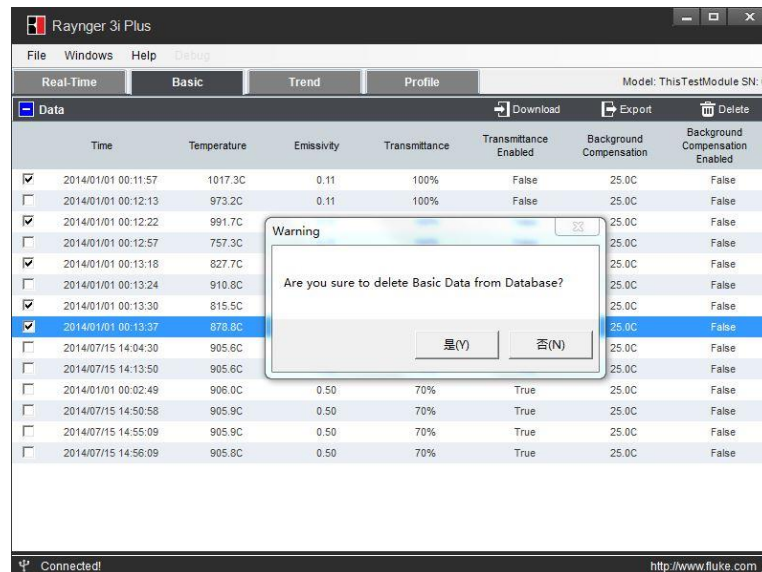 Raynger 3i Plus
File Windows Help Debug
Real-Time Basic Trend Profile Model: ThisTestModule SN:
Data Download Export Delete
Time Temperature Emissivity Transmittance Transmittance Enabled Background Compensation Background Compensation Enabled
2014/01/01 00:11:57 1017.3C 0.11 100% False 25.0C False
2014/01/01 00:12:13 973.2C 0.11 100% False 25.0C False
2014/01/01 00:12:22 991.7C 25.0C False
2014/01/01 00:12:57 757.3C 25.0C False
2014/01/01 00:13:18 827.7C 25.0C False
2014/01/01 00:13:24 910.8C 25.0C False
2014/01/01 00:13:30 815.5C 25.0C False
2014/01/01 00:13:37 878.8C 25.0C False
2014/07/15 14:04:30 905.6C 25.0C False
2014/07/15 14:13:50 905.6C 25.0C False
2014/01/01 00:02:49 906.0C 0.50 70% True 25.0C False
2014/07/15 14:50:58 905.9C 0.50 70% True 25.0C False
2014/07/15 14:55:09 905.9C 0.50 70% True 25.0C False
2014/07/15 14:56:09 905.8C 0.50 70% True 25.0C False
Warning
Are you sure to delete Basic Data from Database?
是(Y) 否(N)
Connected! http://www.fluke.com